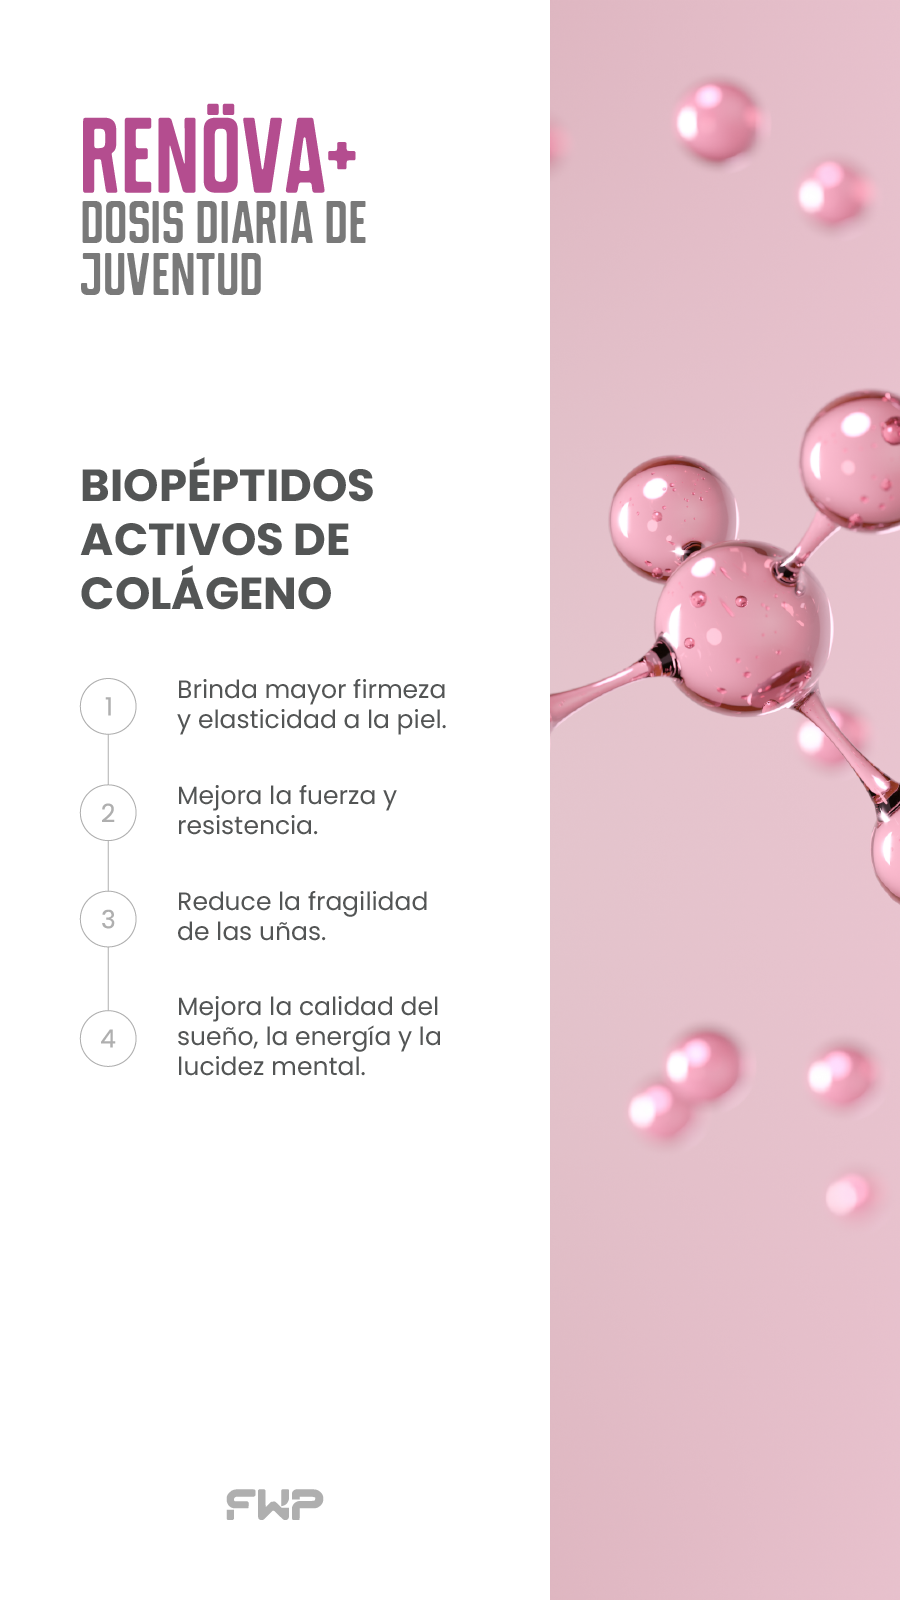 RENÖVA+
DOSIS DIARIA DE
JUVENTUD
BIOPÉPTIDOS
ACTIVOS DE
COLÁGENO
1
Brinda mayor firmeza
y elasticidad a la piel.
2
Mejora la fuerza y
resistencia.
3
Reduce la fragilidad
de las uñas.
4
Mejora la calidad del
sueño, la energía y la
lucidez mental.
FWP